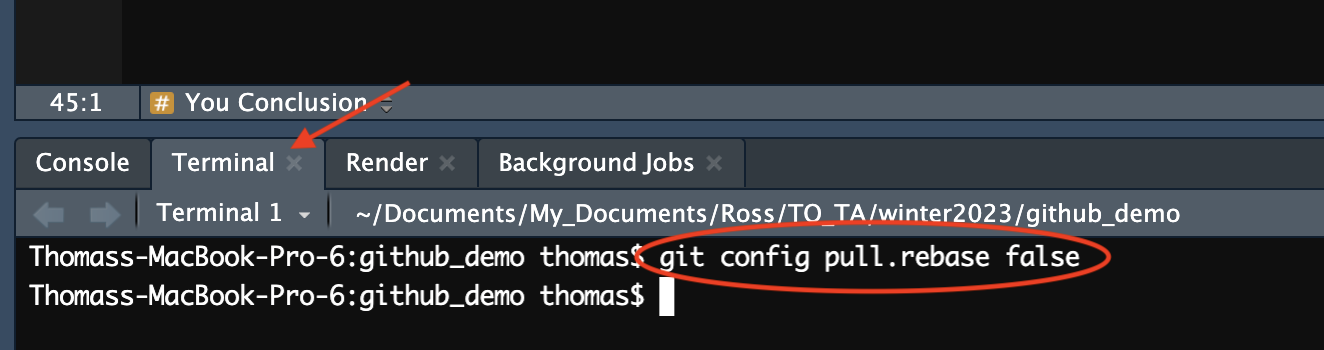 45:1 # You Conclusion
Console Terminal × Render × Background Jobs ×
Terminal 1 ~/Documents/My_Documents/Ross/TO_TA/winter2023/github_demo
Thomass-MacBook-Pro-6:github_demo thomas$ git config pull.rebase false
Thomass-MacBook-Pro-6:github_demo thomas$